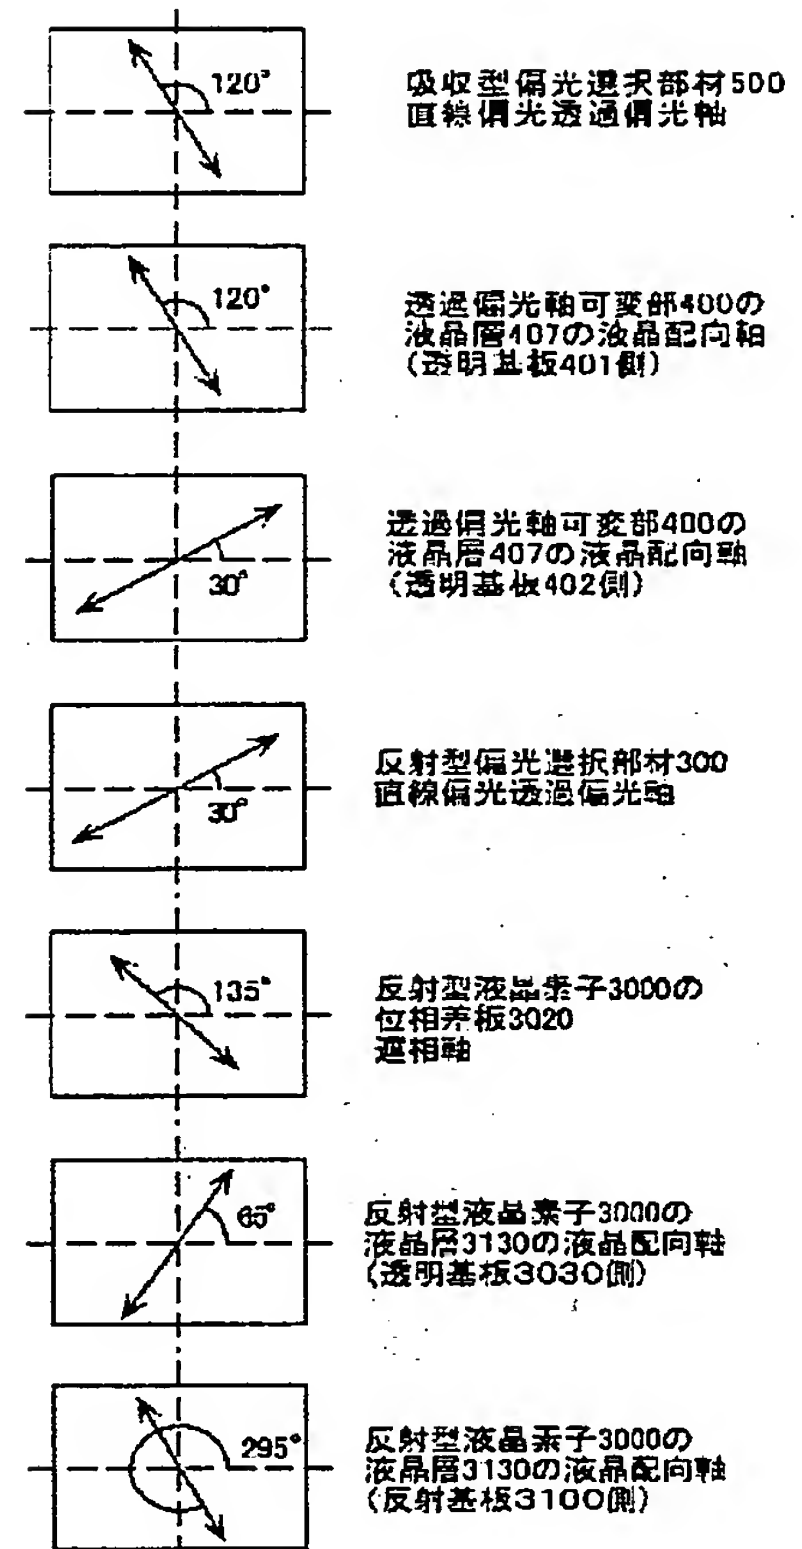 120°
吸収型偏光選択部材500
直線偏光透過偏光軸
120°
透過偏光軸可変部400の
液晶層407の液晶配向軸
(透明基板401側)
30°
透過偏光軸可変部400の
液晶層407の液晶配向軸
(透明基板402側)
30°
反射型偏光選択部材300
直線偏光透過偏光軸
135°
反射型液晶素子3000の
位相差板3020
遅相軸
65°
反射型液晶素子3000の
液晶層3130の液晶配向軸
(透明基板3030側)
295°
反射型液晶素子3000の
液晶層3130の液晶配向軸
(反射基板3100側)